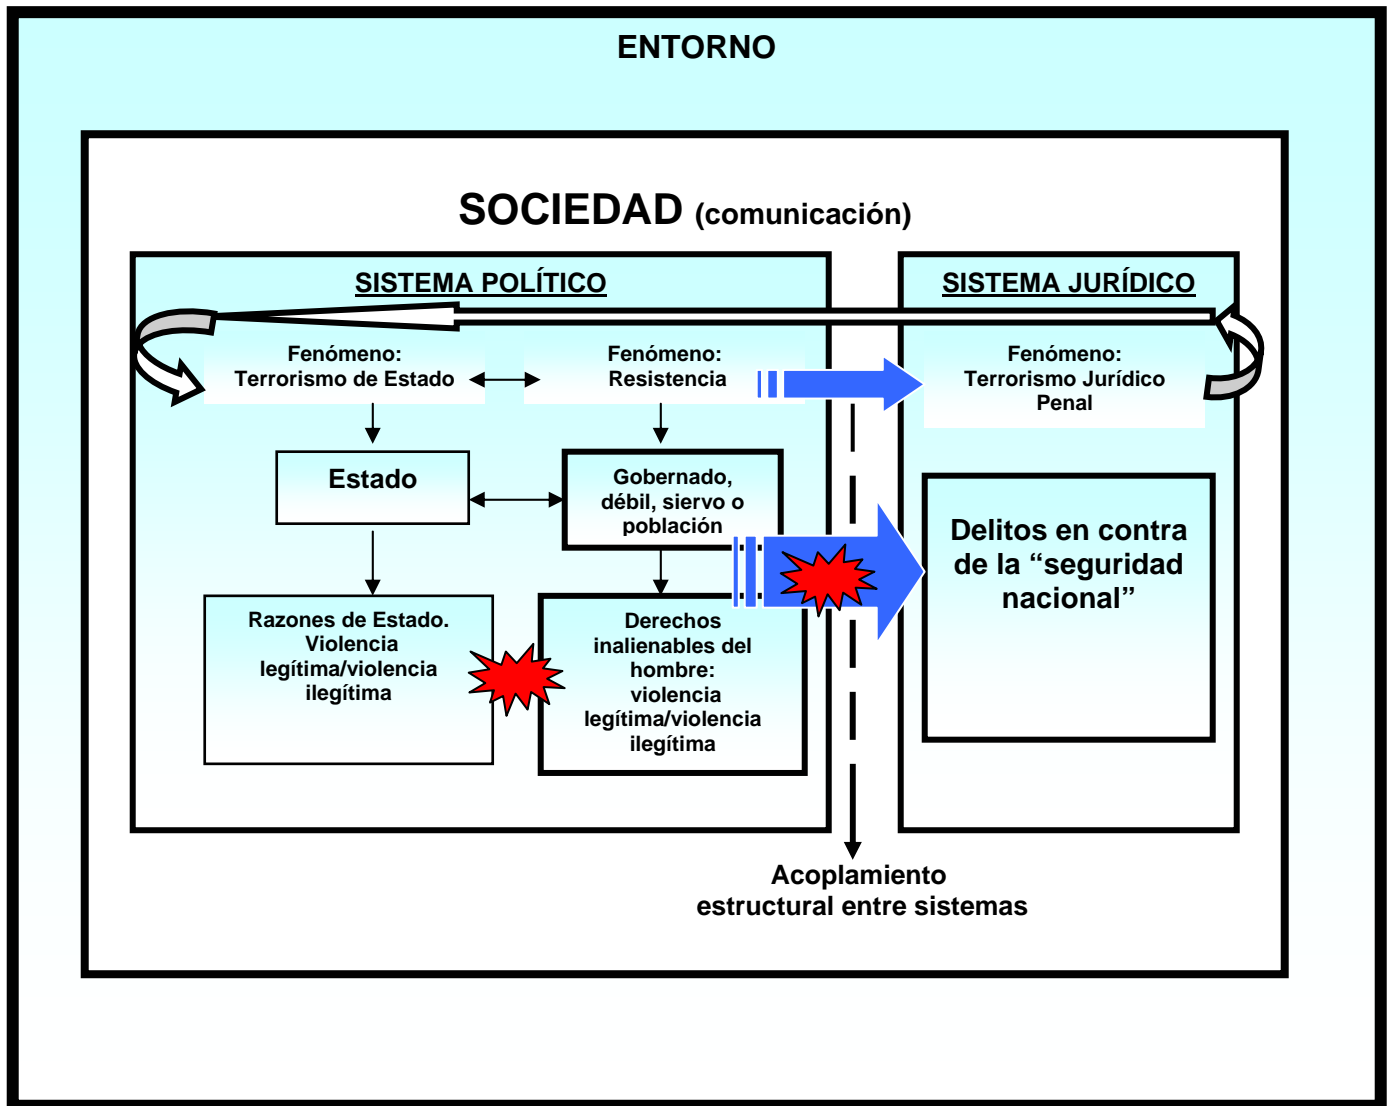 ENTORNO
SOCIEDAD (comunicación)
SISTEMA POLÍTICO
Fenómeno:
Terrorismo de Estado
Fenómeno:
Resistencia
Estado
Gobernado,
débil, siervo o
población
Razones de Estado.
Violencia
legítima/violencia
ilegítima
Derechos
inalienables del
hombre:
violencia
legítima/violencia
ilegítima
SISTEMA JURÍDICO
Fenómeno:
Terrorismo Jurídico
Penal
Delitos en contra
de la “seguridad
nacional”
Acoplamiento
estructural entre sistemas